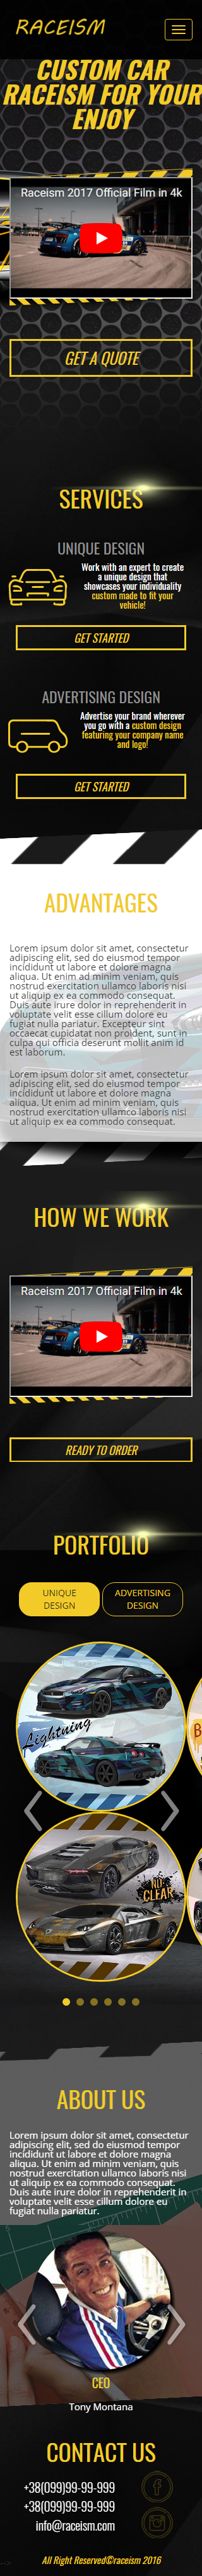 RACEISM
CUSTOM CAR
RACEISM FOR YOUR
ENJOY
Raceism 2017 Official Film in 4k
GET A QUOTE
SERVICES
UNIQUE DESIGN
Work with an expert to create
a unique design that
showcases your individuality
custom made to fit your
vehicle!
GET STARTED
ADVERTISING DESIGN
Advertise your brand wherever
you go with a custom design
featuring your company name
and logo!
GET STARTED
ADVANTAGES
Lorem ipsum dolor sit amet, consectetur
adipiscing elit, sed do eiusmod tempor
incididunt ut labore et dolore magna
aliqua. Ut enim ad minim veniam, quis
nostrud exercitation ullamco laboris nisi
ut aliquip ex ea commodo consequat.
Duis aute irure dolor in reprehenderit in
voluptate velit esse cillum dolore eu
fugiat nulla pariatur. Excepteur sint
occaecat cupidatat non proident, sunt in
culpa qui officia deserunt mollit anim id
est laborum.
Lorem ipsum dolor sit amet, consectetur
adipiscing elit, sed do eiusmod tempor
incididunt ut labore et dolore magna
aliqua. Ut enim ad minim veniam, quis
nostrud exercitation ullamco laboris nisi
ut aliquip ex ea commodo consequat.
HOW WE WORK
Raceism 2017 Official Film in 4k
READY TO ORDER
PORTFOLIO
UNIQUE
DESIGN
ADVERTISING
DESIGN
Lightning
NO
CLEAR
ABOUT US
Lorem ipsum dolor sit amet, consectetur
adipiscing elit, sed do eiusmod tempor
incididunt ut labore et dolore magna
aliqua. Ut enim ad minim veniam, quis
nostrud exercitation ullamco laboris nisi
ut aliquip ex ea commodo consequat.
Duis aute irure dolor in reprehenderit in
voluptate velit esse cillum dolore eu
fugiat nulla pariatur.
CEO
Tony Montana
CONTACT US
+38(099)99-99-999
+38(099)99-99-999
info@raceism.com
All Right Reserved©raceism 2016